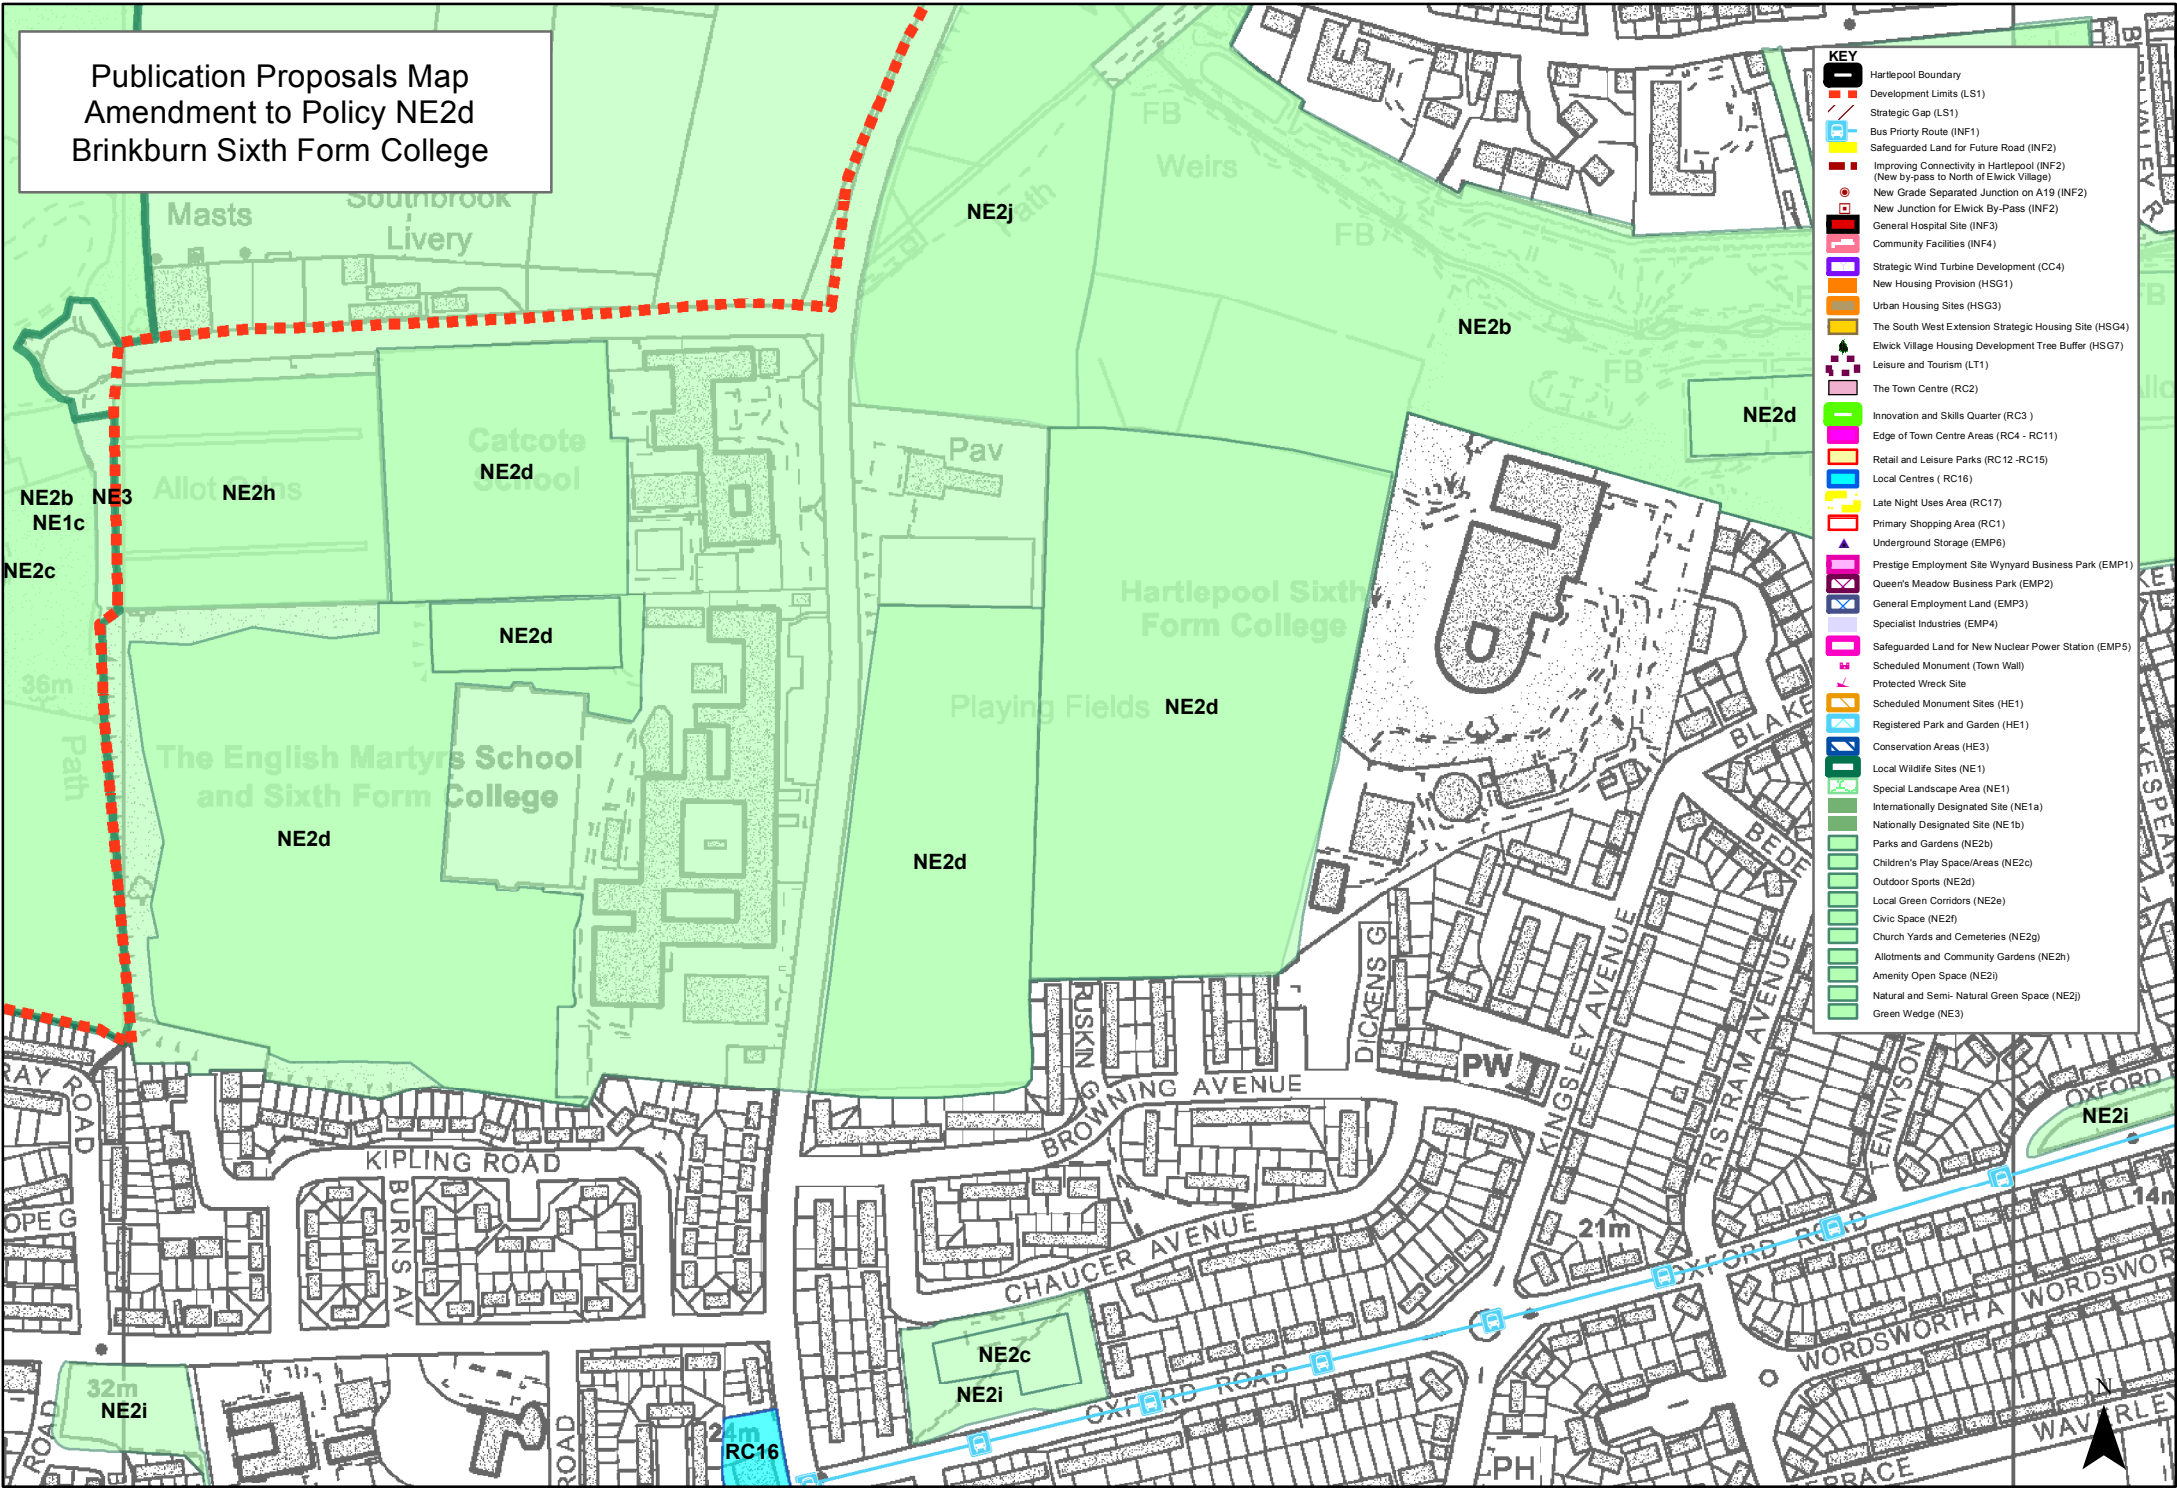 Publication Proposals Map
Amendment to Policy NE2d
Brinkburn Sixth Form College
Masts
Southbrook
Livery
FB
Weirs
Path
NE2j
FB
NE2b
FB
NE2d
Catcote
School
NE2d
Pav
Allot Gdns
NE2h
NE2b
NE3
NE1c
NE2c
NE2d
Hartlepool Sixth
Form College
36m
Path
Playing Fields
NE2d
The English Martyrs School
and Sixth Form College
NE2d
NE2d
RUSKIN G
DICKENS G
BROWNING AVENUE
PW
KINGSLEY AVENUE
TRISTRAM AVENUE
TENNYSON
BLAKE
BEDE
OXFORD
NE2i
RAY ROAD
KIPLING ROAD
BURNS AV
OPE G
CHAUCER AVENUE
21m
14m
OXFORD ROAD
WORDSWORTH A
WORDSWOR
WAVERLEY
ERRACE
NE2c
NE2i
OXFORD ROAD
32m
NE2i
ROAD
ROAD
24m
RC16
PH
N
KEY
Hartlepool Boundary
Development Limits (LS1)
Strategic Gap (LS1)
Bus Priorty Route (INF1)
Safeguarded Land for Future Road (INF2)
Improving Connectivity in Hartlepool (INF2)
(New by-pass to North of Elwick Village)
New Grade Separated Junction on A19 (INF2)
New Junction for Elwick By-Pass (INF2)
General Hospital Site (INF3)
Community Facilities (INF4)
Strategic Wind Turbine Development (CC4)
New Housing Provision (HSG1)
Urban Housing Sites (HSG3)
The South West Extension Strategic Housing Site (HSG4)
Elwick Village Housing Development Tree Buffer (HSG7)
Leisure and Tourism (LT1)
The Town Centre (RC2)
Innovation and Skills Quarter (RC3 )
Edge of Town Centre Areas (RC4 - RC11)
Retail and Leisure Parks (RC12 -RC15)
Local Centres ( RC16)
Late Night Uses Area (RC17)
Primary Shopping Area (RC1)
Underground Storage (EMP6)
Prestige Employment Site Wynyard Business Park (EMP1)
Queen's Meadow Business Park (EMP2)
General Employment Land (EMP3)
Specialist Industries (EMP4)
Safeguarded Land for New Nuclear Power Station (EMP5)
Scheduled Monument (Town Wall)
Protected Wreck Site
Scheduled Monument Sites (HE1)
Registered Park and Garden (HE1)
Conservation Areas (HE3)
Local Wildlife Sites (NE1)
Special Landscape Area (NE1)
Internationally Designated Site (NE1a)
Nationally Designated Site (NE1b)
Parks and Gardens (NE2b)
Children's Play Space/Areas (NE2c)
Outdoor Sports (NE2d)
Local Green Corridors (NE2e)
Civic Space (NE2f)
Church Yards and Cemeteries (NE2g)
Allotments and Community Gardens (NE2h)
Amenity Open Space (NE2i)
Natural and Semi- Natural Green Space (NE2j)
Green Wedge (NE3)